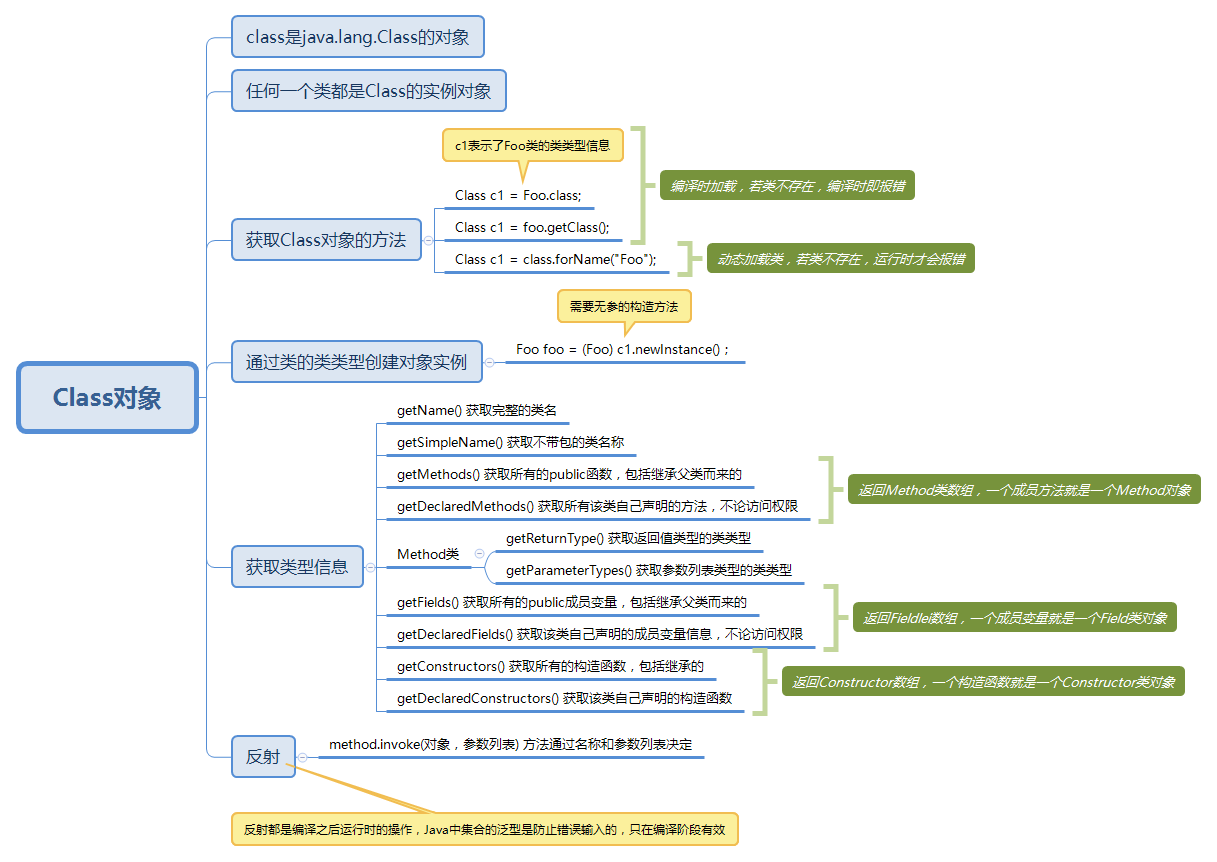 class是java.lang.Class的对象
任何一个类都是Class的实例对象
c1表示了Foo类的类类型信息
Class c1 = Foo.class;
编译时加载，若类不存在，编译时即报错
获取Class对象的方法
Class c1 = foo.getClass();
Class c1 = class.forName("Foo");
动态加载类，若类不存在，运行时才会报错
需要无参的构造方法
通过类的类类型创建对象实例
Foo foo = (Foo) c1.newInstance() ;
Class对象
getName() 获取完整的类名
getSimpleName() 获取不带包的类名称
getMethods() 获取所有的public函数，包括继承父类而来的
getDeclaredMethods() 获取所有该类自己声明的方法，不论访问权限
返回Method类数组，一个成员方法就是一个Method对象
获取类型信息
Method类
getReturnType() 获取返回值类型的类类型
getParameterTypes() 获取参数列表类型的类类型
getFields() 获取所有的public成员变量，包括继承父类而来的
getDeclaredFields() 获取该类自己声明的成员变量信息，不论访问权限
返回Fieldlei数组，一个成员变量就是一个Field类对象
getConstructors() 获取所有的构造函数，包括继承的
getDeclaredConstructors() 获取该类自己声明的构造函数
返回Constructor数组，一个构造函数就是一个Constructor类对象
反射
method.invoke(对象，参数列表) 方法通过名称和参数列表决定
反射都是编译之后运行时的操作，Java中集合的泛型是防止错误输入的，只在编译阶段有效